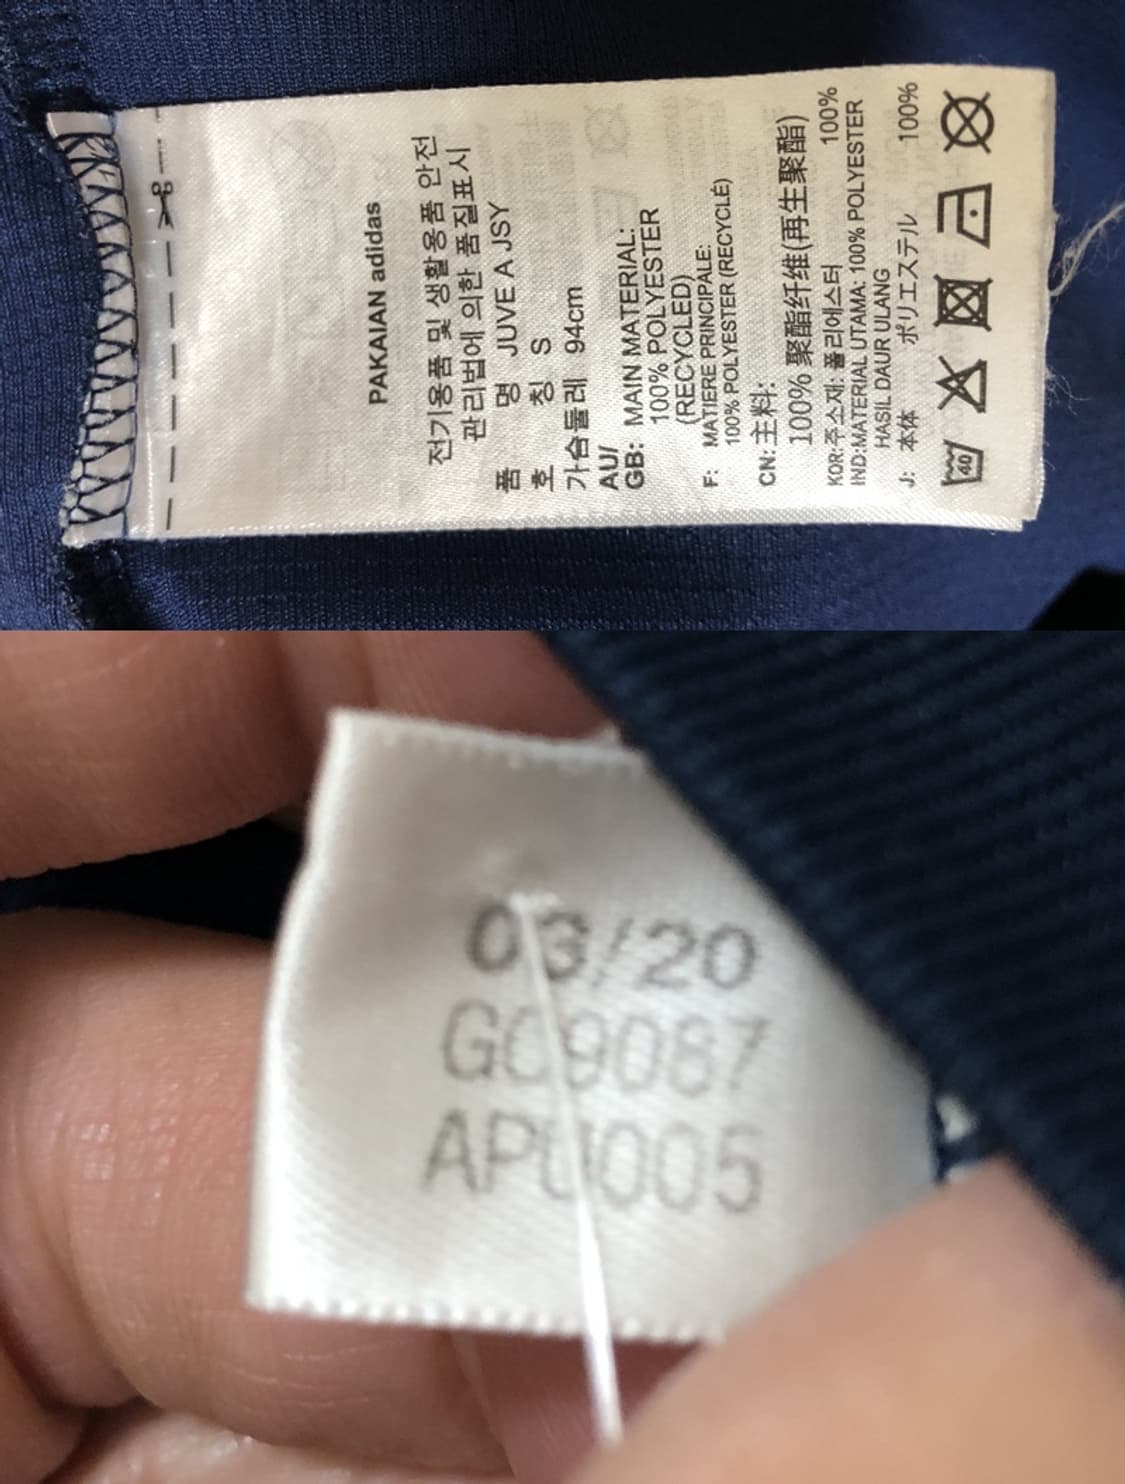 PAKAIAN adidas
전기용품 및 생활용품 안전
관리법에 의한 품질표시
품 명 JUVE A JSY
호 칭 S
가슴둘레 94cm
AU/
GB: MAIN MATERIAL:
100% POLYESTER
(RECYCLED)
F: MATIERE PRINCIPALE:
100% POLYESTER (RECYCLÉ)
CN: 主料:
100% 聚酯纤维(再生聚酯)
KOR: 주소재: 폴리에스터 100%
IND: MATERIAL UTAMA: 100% POLYESTER
HASIL DAUR ULANG
J: 本体 ポリエステル 100%
40
03/20
GC9087
APU005